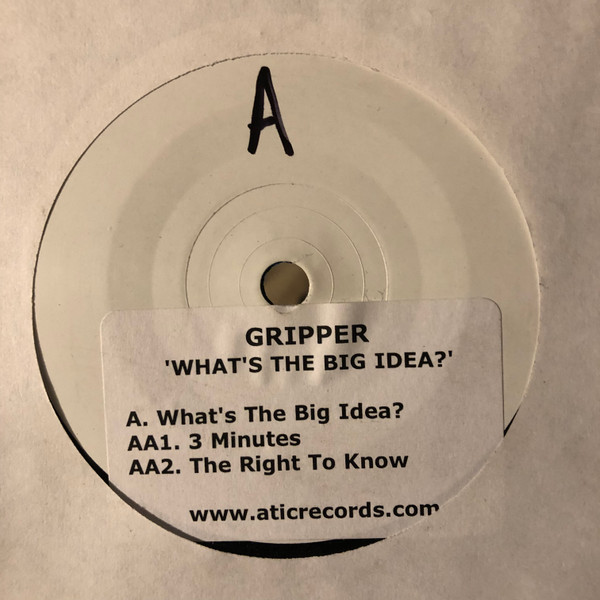 A
GRIPPER
'WHAT'S THE BIG IDEA?'
A. What's The Big Idea?
AA1. 3 Minutes
AA2. The Right To Know
www.aticrecords.com